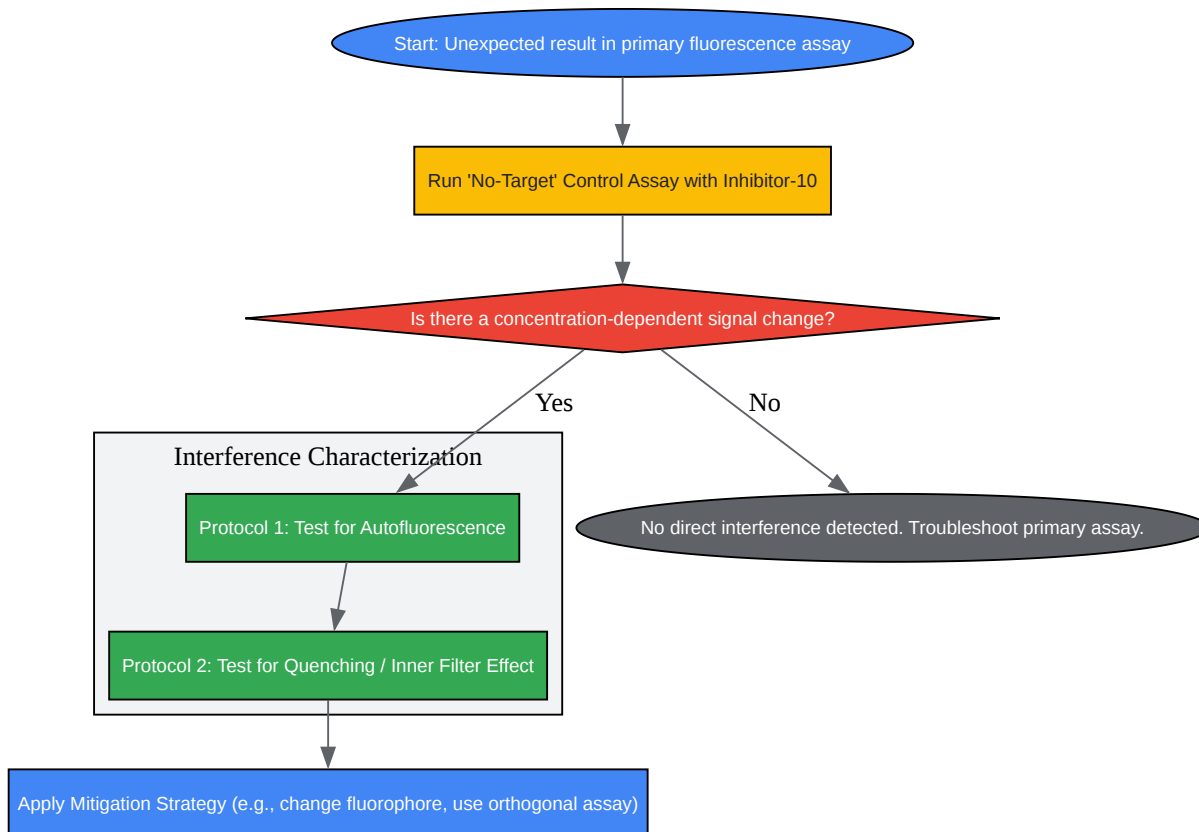 Start: Unexpected result in primary fluorescence assay
Run 'No-Target' Control Assay with Inhibitor-10
Is there a concentration-dependent signal change?
Yes
No
Interference Characterization
Protocol 1: Test for Autofluorescence
No direct interference detected. Troubleshoot primary assay.
Protocol 2: Test for Quenching / Inner Filter Effect
Apply Mitigation Strategy (e.g., change fluorophore, use orthogonal assay)